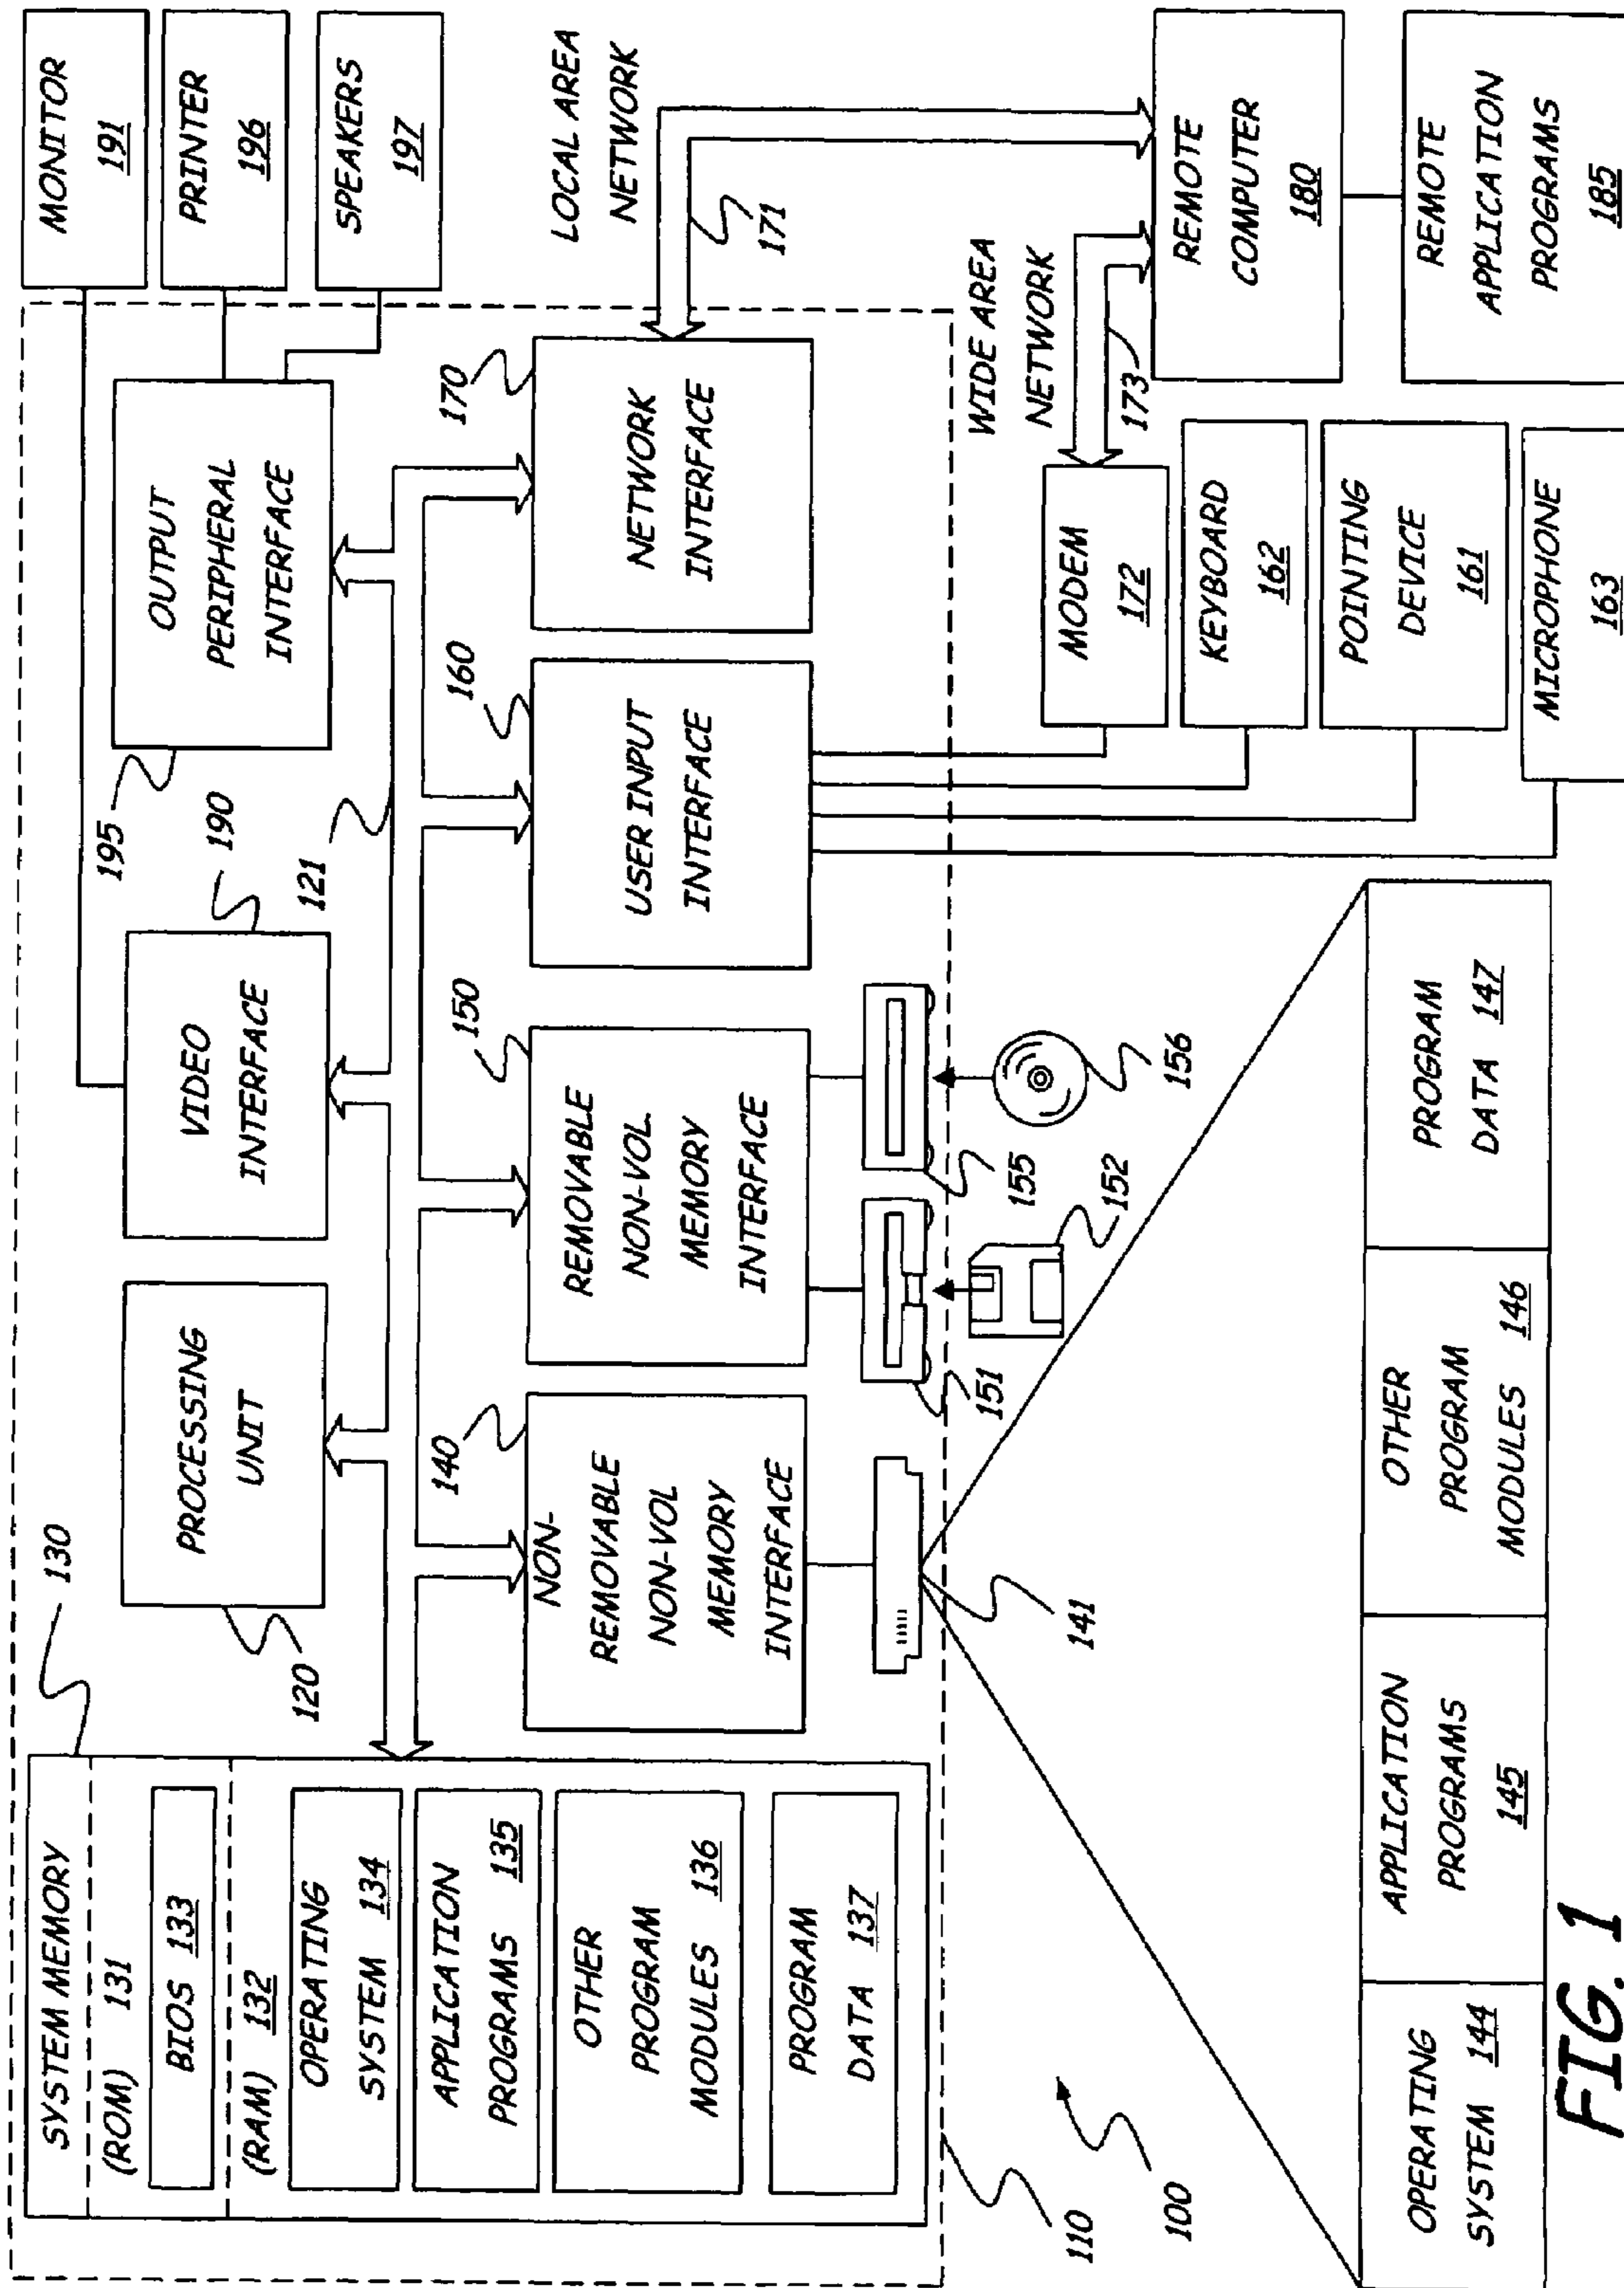 SYSTEM MEMORY
(ROM) 131
BIOS 133
(RAM) 132
OPERATING
SYSTEM 134
APPLICATION
PROGRAMS 135
OTHER
PROGRAM
MODULES 136
PROGRAM
DATA 137
130
PROCESSING
UNIT
120
VIDEO
INTERFACE
190
OUTPUT
PERIPHERAL
INTERFACE
195
121
MONITOR
191
PRINTER
196
SPEAKERS
197
NON-
REMOVABLE
NON-VOL
MEMORY
INTERFACE
140
REMOVABLE
NON-VOL.
MEMORY
INTERFACE
150
USER INPUT
INTERFACE
160
NETWORK
INTERFACE
170
LOCAL AREA
NETWORK
171
141
151
152
155
156
WIDE AREA
NETWORK
173
MODEM
172
KEYBOARD
162
POINTING
DEVICE
161
MICROPHONE
163
REMOTE
COMPUTER
180
REMOTE
APPLICATION
PROGRAMS
185
110
100
OPERATING
SYSTEM 144
APPLICATION
PROGRAMS
145
OTHER
PROGRAM
MODULES 146
PROGRAM
DATA 147
FIG. 1